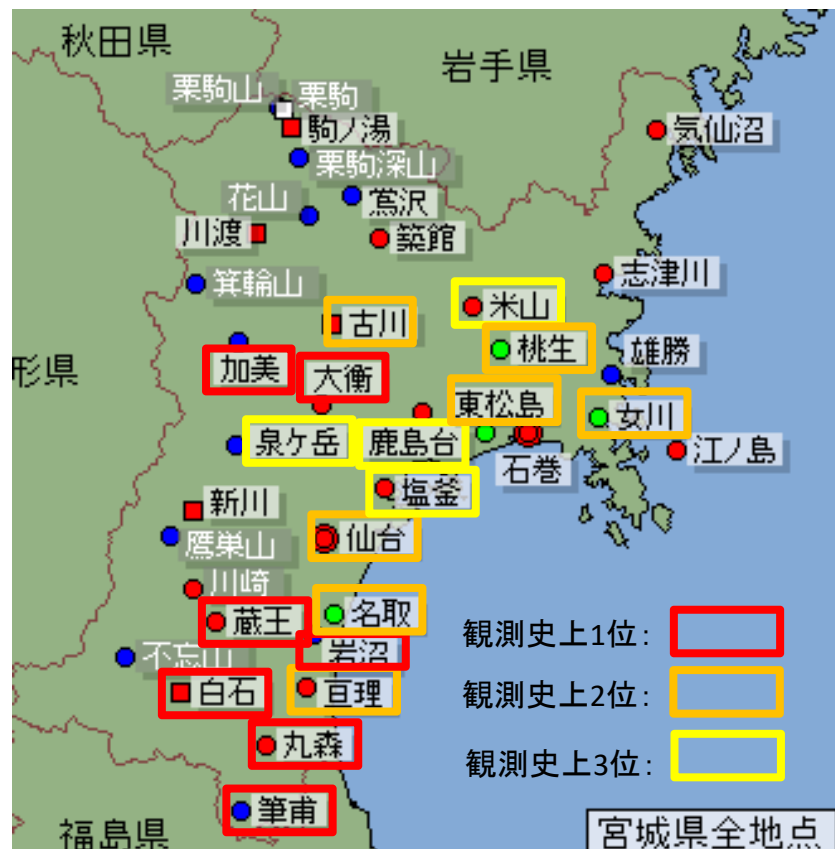 秋田県
岩手県
栗駒山
栗駒
駒ノ湯
気仙沼
栗駒深山
花山
鴬沢
川渡
築館
志津川
箕輪山
米山
古川
桃生
雄勝
形県
加美
大衡
東松島
女川
泉ケ岳
鹿島台
江ノ島
石巻
塩釜
新川
仙台
鷹巣山
川崎
蔵王
名取
観測史上1位：
岩沼
不忘山
白石
亘理
観測史上2位：
丸森
観測史上3位：
筆甫
福島県
宮城県全地点